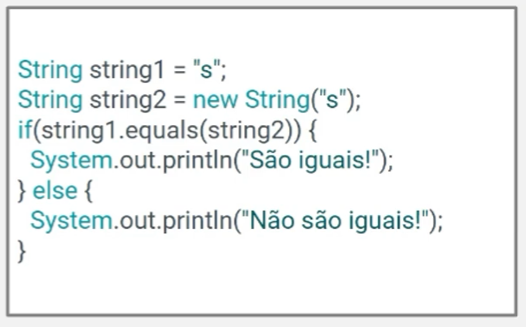 String string1 = "s";
String string2 = new String("s");
if(string1.equals(string2)) {
System.out.println("São iguais!");
} else {
System.out.println("Não são iguais!");
}